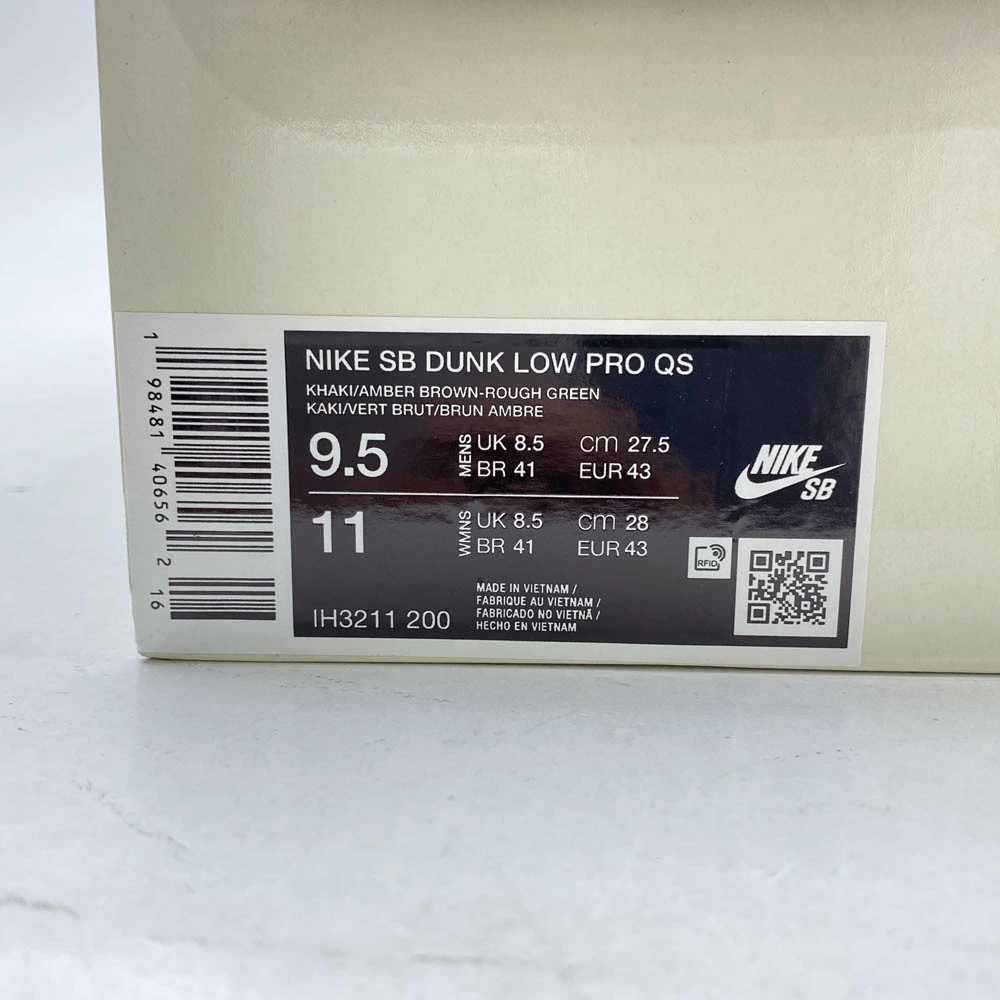 NIKE SB DUNK LOW PRO QS
KHAKI/AMBER BROWN-ROUGH GREEN
KAKI/VERT BRUT/BRUN AMBRE
9.5 MENS UK 8.5 cm 27.5
BR 41 EUR 43
11 WMNS UK 8.5 cm 28
BR 41 EUR 43
NIKE
SB
RFID
MADE IN VIETNAM /
FABRIQUE AU VIETNAM /
FABRICADO NO VIETNÃ /
HECHO EN VIETNAM
IH3211 200
1 98481 40656 2 16